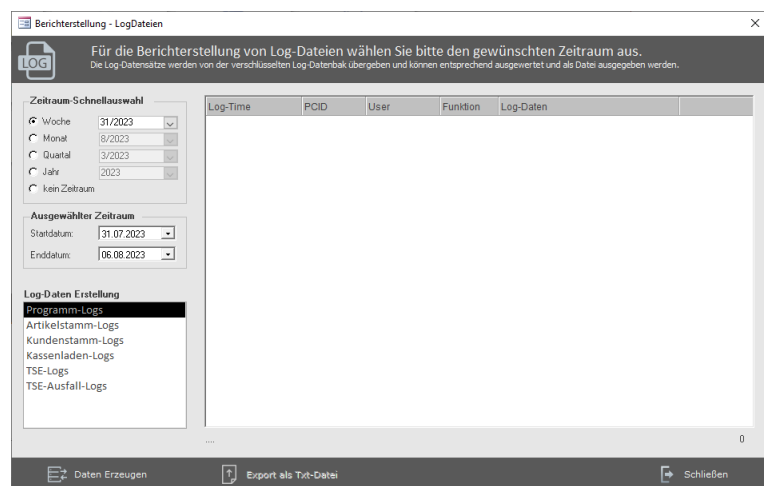 Berichterstellung - LogDateien
LOG
Für die Berichterstellung von Log-Dateien wählen Sie bitte den gewünschten Zeitraum aus.
Die Log-Datensätze werden von der verschlüsselten Log-Datenbak übergeben und können entsprechend ausgewertet und als Datei ausgegeben werden.
Zeitraum-Schnellauswahl
Woche 31/2023
Monat 8/2023
Quartal 3/2023
Jahr 2023
kein Zeitraum
Ausgewählter Zeitraum
Startdatum: 31.07.2023
Enddatum: 06.08.2023
Log-Daten Erstellung
Programm-Logs
Artikelstamm-Logs
Kundenstamm-Logs
Kassenladen-Logs
TSE-Logs
TSE-Ausfall-Logs
Log-Time PCID User Funktion Log-Daten
.... 0
Daten Erzeugen Export als Txt-Datei Schließen